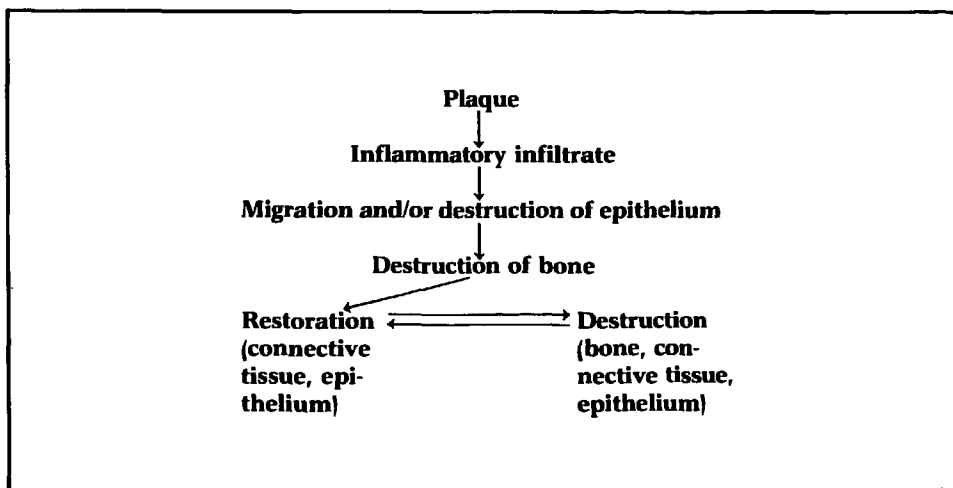 Plaque
Inflammatory infiltrate
Migration and/or destruction of epithelium
Destruction of bone
Restoration
(connective
tissue, epi-
thelium)
Destruction
(bone, con-
nective tissue,
epithelium)